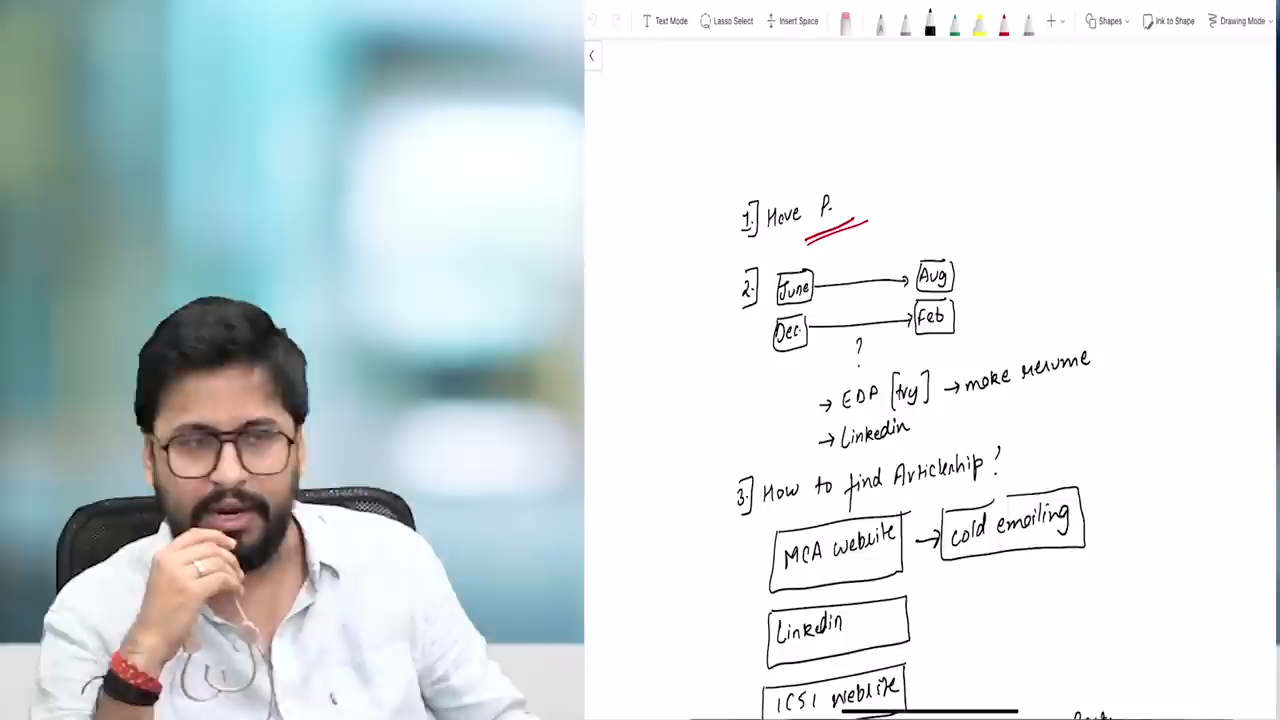 Text Mode Lasso Select Insert Space Shapes Ink to Shape Drawing Mode
1.] Have P.
2.] June → Aug
Dec. → Feb
?
→ EDP [try] → make resume
→ Linkedin
3.] How to find Articleship?
MCA website → cold emailing
Linkedin
ICSI website